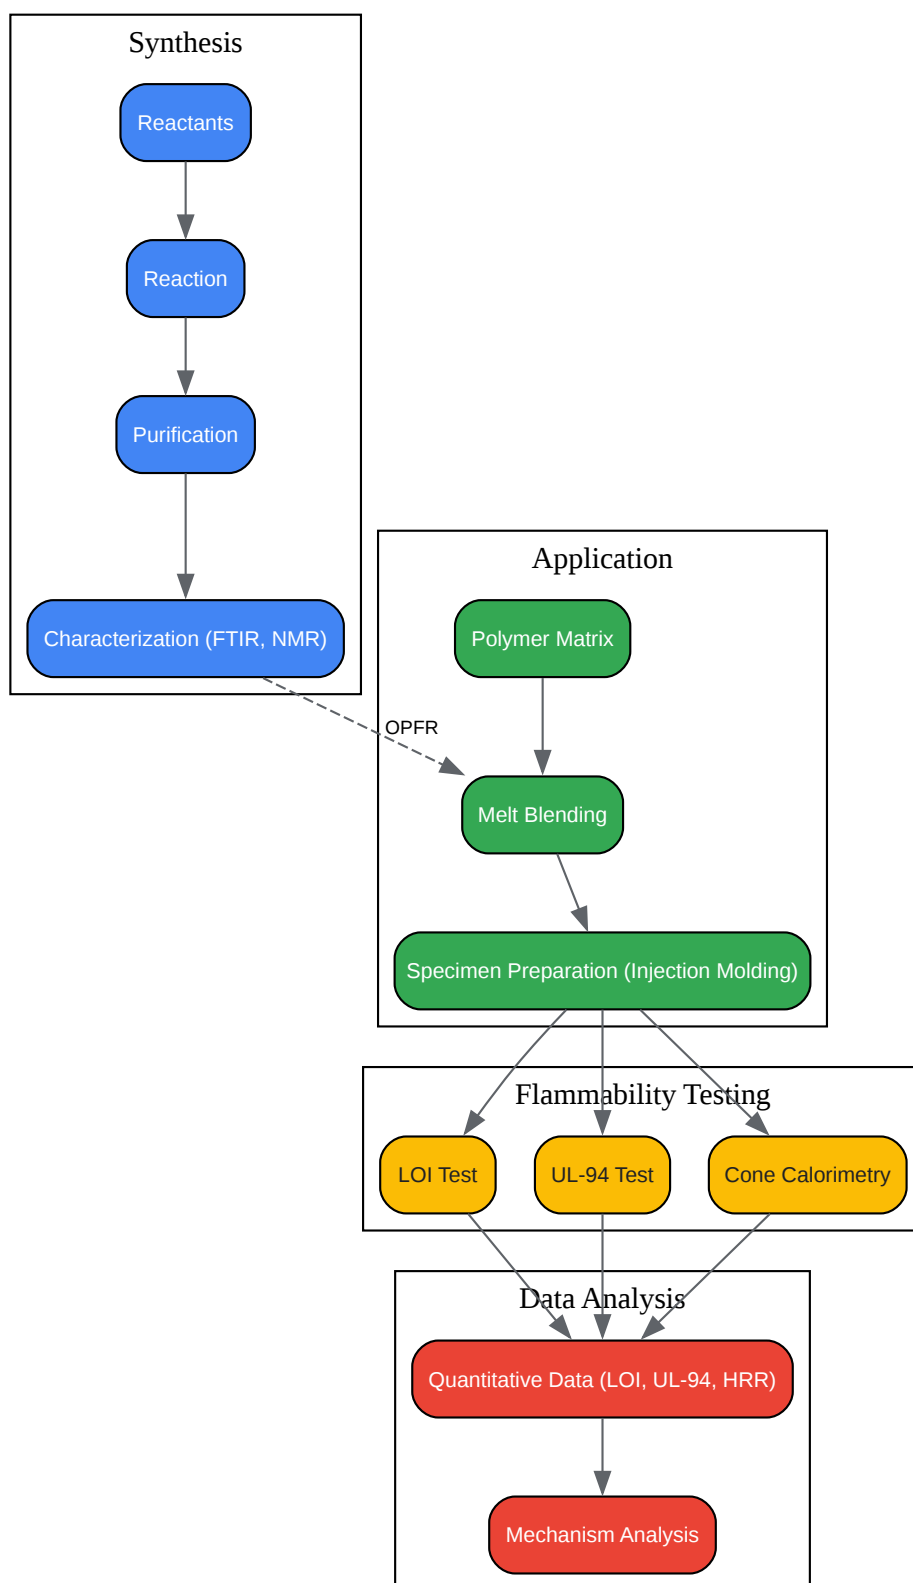 Synthesis
Reactants
Reaction
Purification
Characterization (FTIR, NMR)
OPFR
Application
Polymer Matrix
Melt Blending
Specimen Preparation (Injection Molding)
Flammability Testing
LOI Test
UL-94 Test
Cone Calorimetry
Data Analysis
Quantitative Data (LOI, UL-94, HRR)
Mechanism Analysis